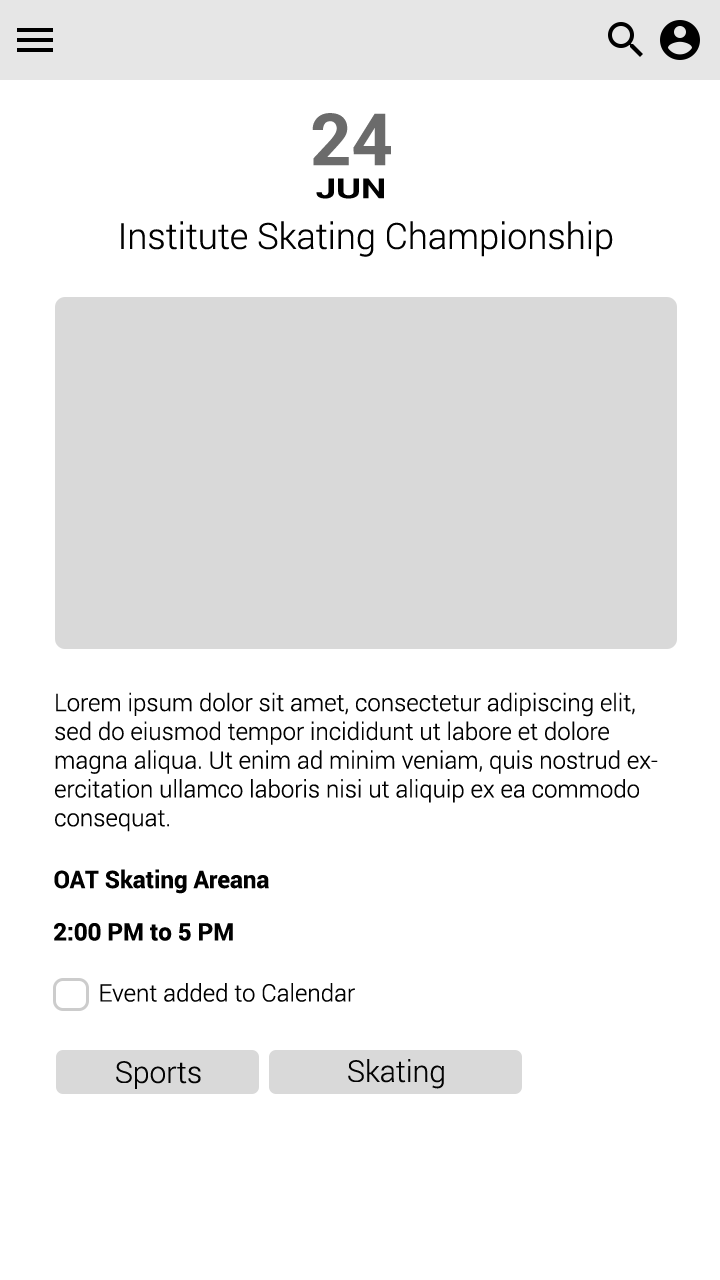 24
JUN
Institute Skating Championship
Lorem ipsum dolor sit amet, consectetur adipiscing elit,
sed do eiusmod tempor incididunt ut labore et dolore
magna aliqua. Ut enim ad minim veniam, quis nostrud ex-
ercitation ullamco laboris nisi ut aliquip ex ea commodo
consequat.
OAT Skating Areana
2:00 PM to 5 PM
Event added to Calendar
Sports
Skating